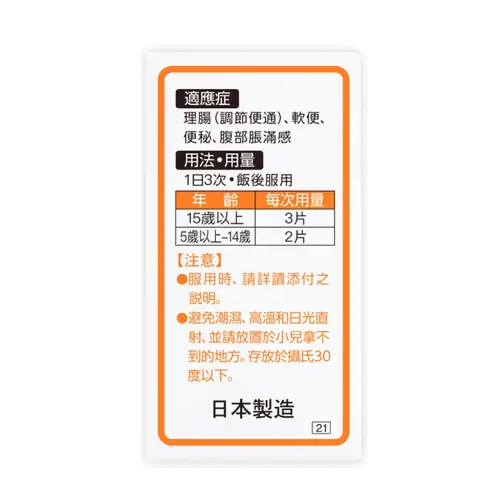 適應症
理腸（調節便通）、軟便、
便秘、腹部脹滿感
用法•用量
1日3次•飯後服用
年 齡 每次用量
15歲以上 3片
5歲以上–14歲 2片
【注意】
●服用時、請詳讀添付之
説明。
●避免潮濕、高溫和日光直
射、並請放置於小兒拿不
到的地方。存放於攝氏30
度以下。
日本製造
21